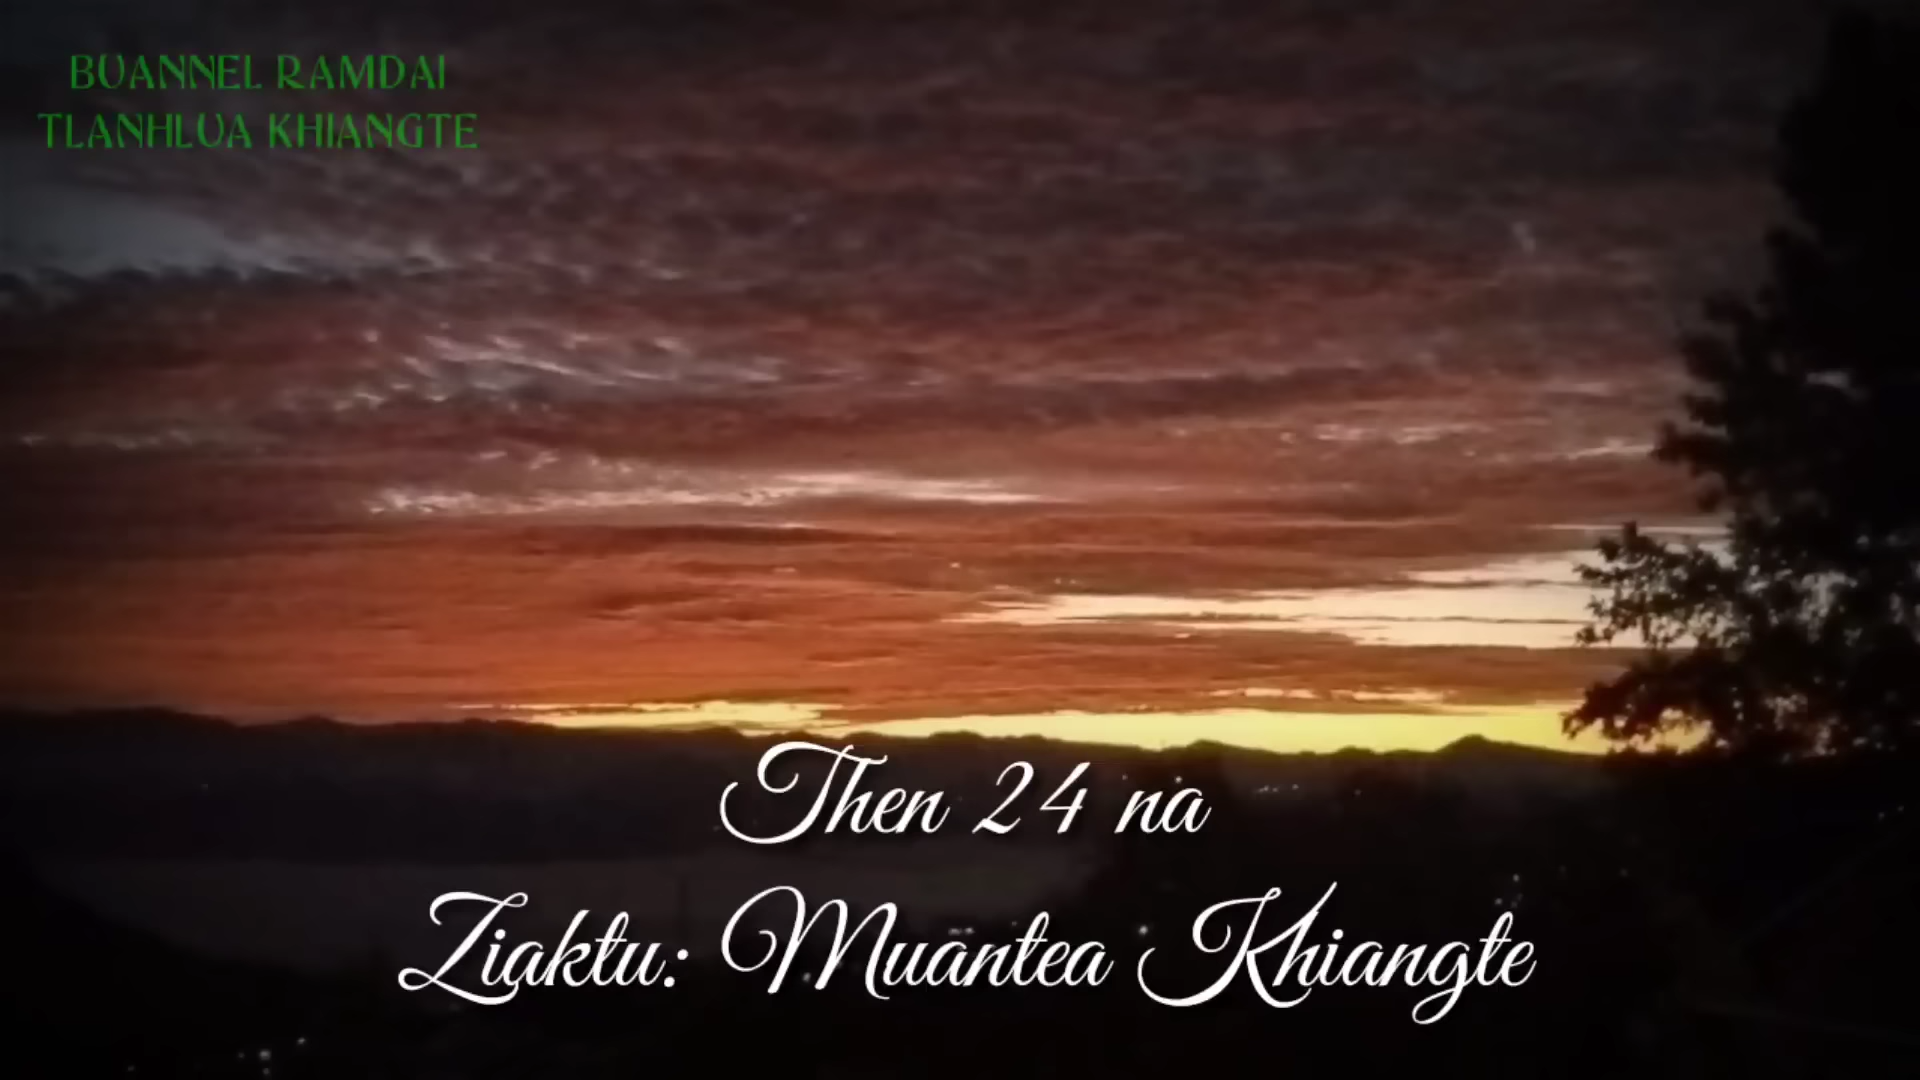 BUANNEL RAMDAI
TLANHLUA KHIANGTE
Then 24 na
Ziaktu: Muantea Khiangte